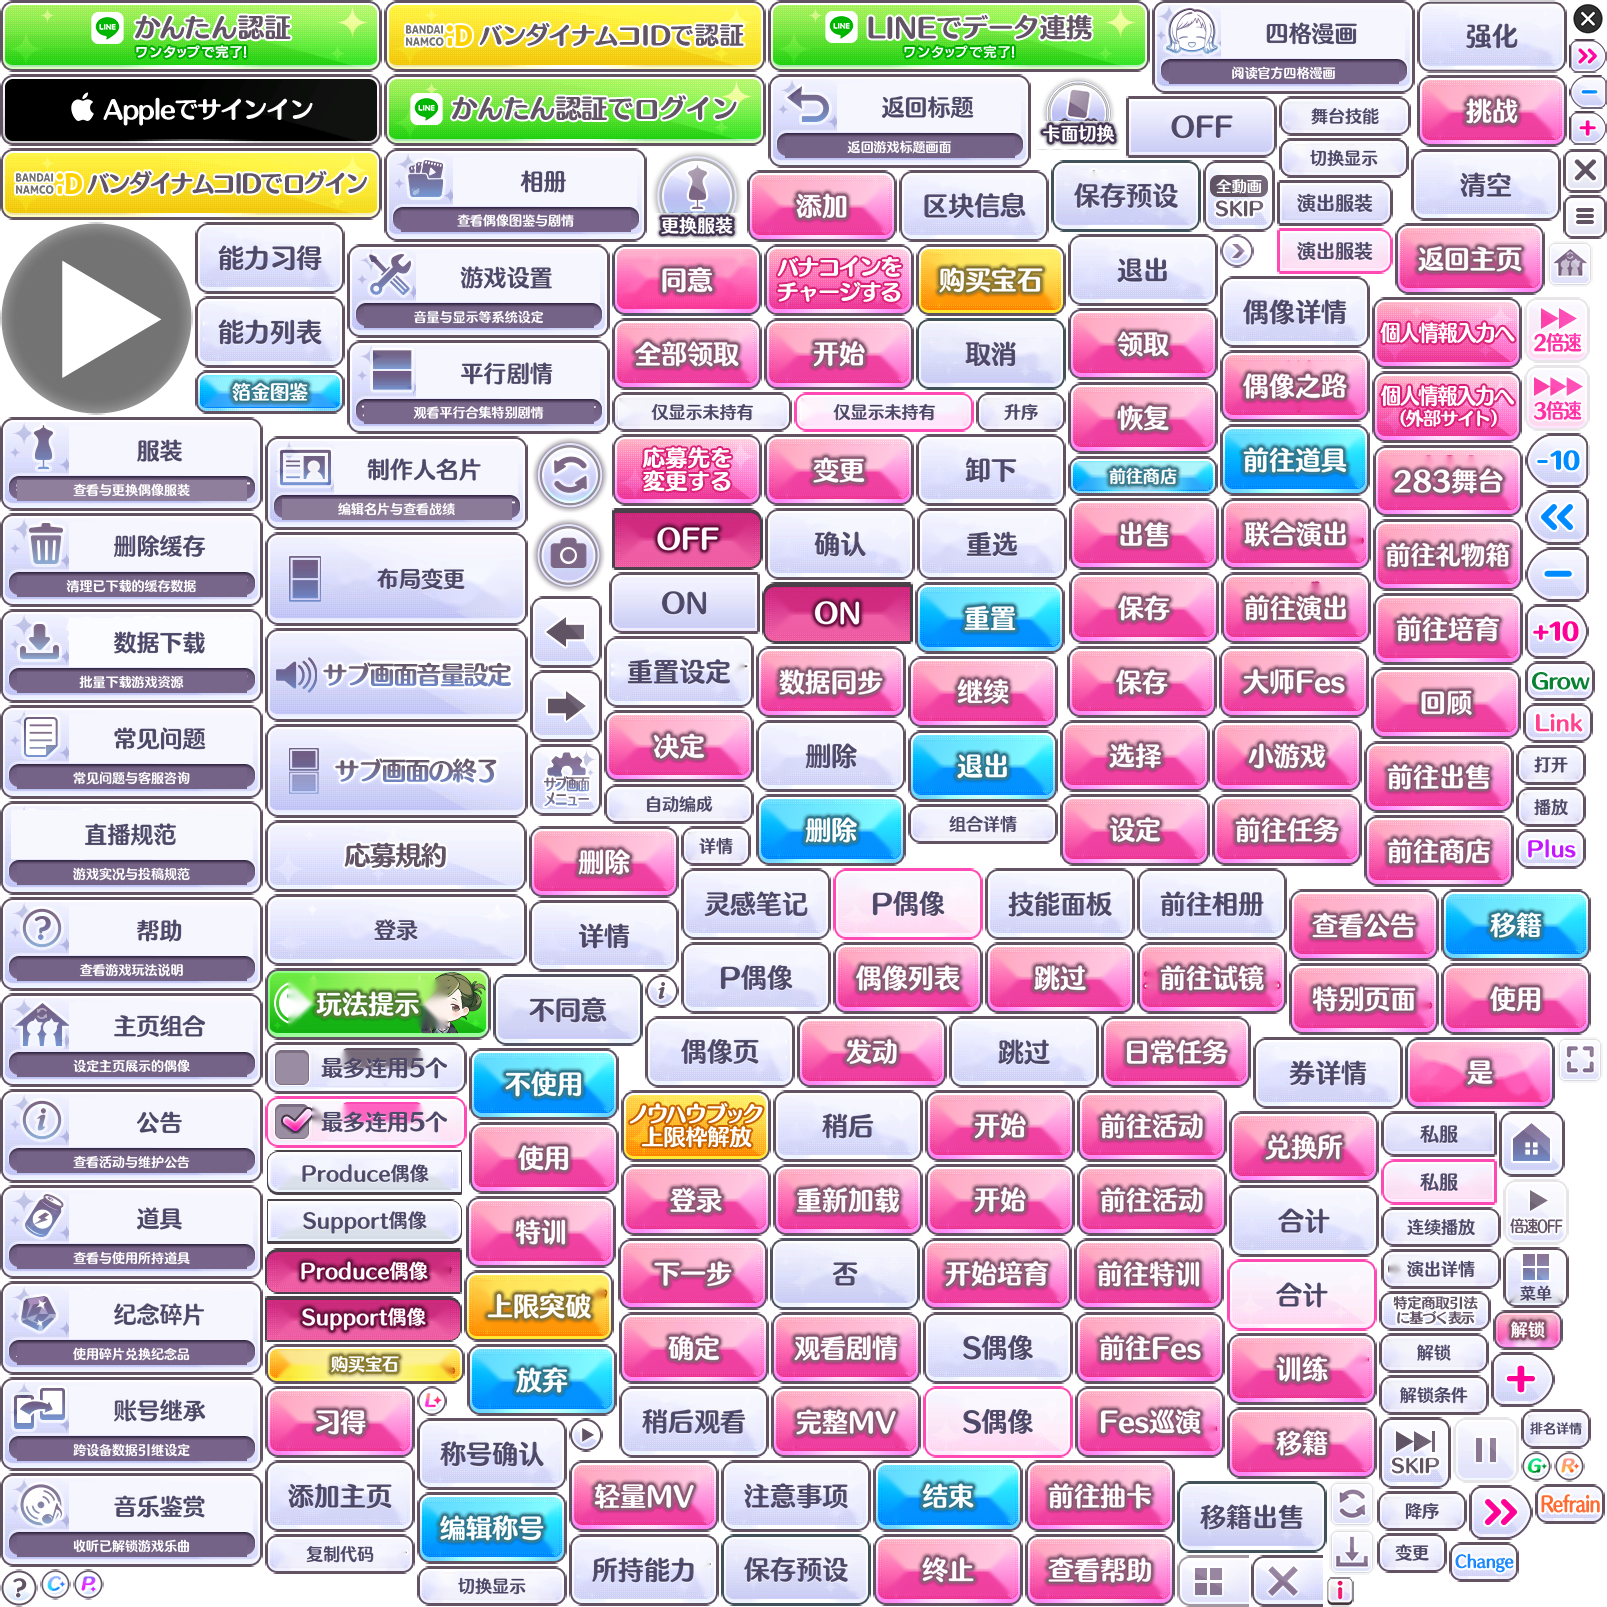 LINE かんたん認証
ワンタップで完了!
BANDAI NAMCO iD バンダイナムコIDで認証
LINE LINEでデータ連携
ワンタップで完了!
四格漫画
阅读官方四格漫画
强化
Appleでサインイン
LINE かんたん認証でログイン
返回标题
返回游戏标题画面
卡面切换
OFF
舞台技能
切换显示
挑战
BANDAI NAMCO iD バンダイナムコIDでログイン
相册
查看偶像图鉴与剧情
更换服装
添加
区块信息
保存预设
全動画
SKIP
演出服装
清空
能力习得
游戏设置
音量与显示等系统设定
同意
バナコインを
チャージする
购买宝石
退出
演出服装
返回主页
能力列表
平行剧情
观看平行合集特别剧情
全部领取
开始
取消
领取
偶像详情
個人情報入力へ
2倍速
箔金图鉴
仅显示未持有
仅显示未持有
升序
恢复
偶像之路
個人情報入力へ
(外部サイト)
3倍速
服装
查看与更换偶像服装
制作人名片
编辑名片与查看战绩
応募先を
変更する
变更
卸下
前往商店
前往道具
283舞台
-10
删除缓存
清理已下载的缓存数据
布局变更
OFF
确认
重选
出售
联合演出
前往礼物箱
ON
ON
重置
保存
前往演出
前往培育
+10
数据下载
批量下载游戏资源
サブ画面音量設定
重置设定
数据同步
继续
保存
大师Fes
回顾
Grow
Link
常见问题
常见问题与客服咨询
サブ画面の終了
サブ画面
メニュー
决定
删除
退出
选择
小游戏
前往出售
打开
自动编成
播放
直播规范
游戏实况与投稿规范
応募規約
删除
详情
删除
组合详情
设定
前往任务
前往商店
Plus
帮助
查看游戏玩法说明
登录
详情
灵感笔记
P偶像
技能面板
前往相册
查看公告
移籍
玩法提示
不同意
P偶像
偶像列表
跳过
前往试镜
特别页面
使用
主页组合
设定主页展示的偶像
最多连用5个
不使用
偶像页
发动
跳过
日常任务
券详情
是
公告
查看活动与维护公告
最多连用5个
使用
ノウハウブック
上限枠解放
稍后
开始
前往活动
兑换所
私服
Produce偶像
私服
道具
查看与使用所持道具
Support偶像
特训
登录
重新加载
开始
前往活动
合计
连续播放
倍速OFF
Produce偶像
下一步
否
开始培育
前往特训
合计
演出详情
菜单
纪念碎片
使用碎片兑换纪念品
Support偶像
上限突破
特定商取引法
に基づく表示
解锁
购买宝石
确定
观看剧情
S偶像
前往Fes
训练
解锁
放弃
解锁条件
账号继承
跨设备数据引继设定
习得
L
稍后观看
完整MV
S偶像
Fes巡演
移籍
SKIP
排名详情
称号确认
G
R
音乐鉴赏
收听已解锁游戏乐曲
添加主页
编辑称号
轻量MV
注意事项
结束
前往抽卡
移籍出售
降序
Refrain
复制代码
切换显示
所持能力
保存预设
终止
查看帮助
变更
Change
?
C
P